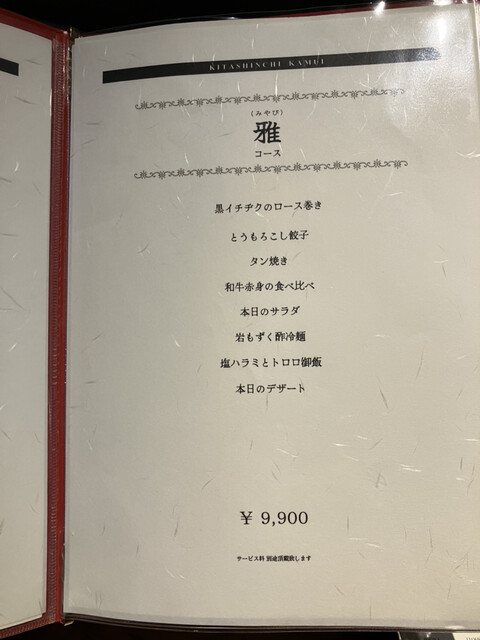 KITASHINCHI KAMUI
(みやび)
雅
コース
黒イチヂクのロース巻き
とうもろこし餃子
タン焼き
和牛赤身の食べ比べ
本日のサラダ
岩もずく酢冷麺
塩ハラミとトロロ御飯
本日のデザート
¥ 9,900
サービス料 別途頂戴致します